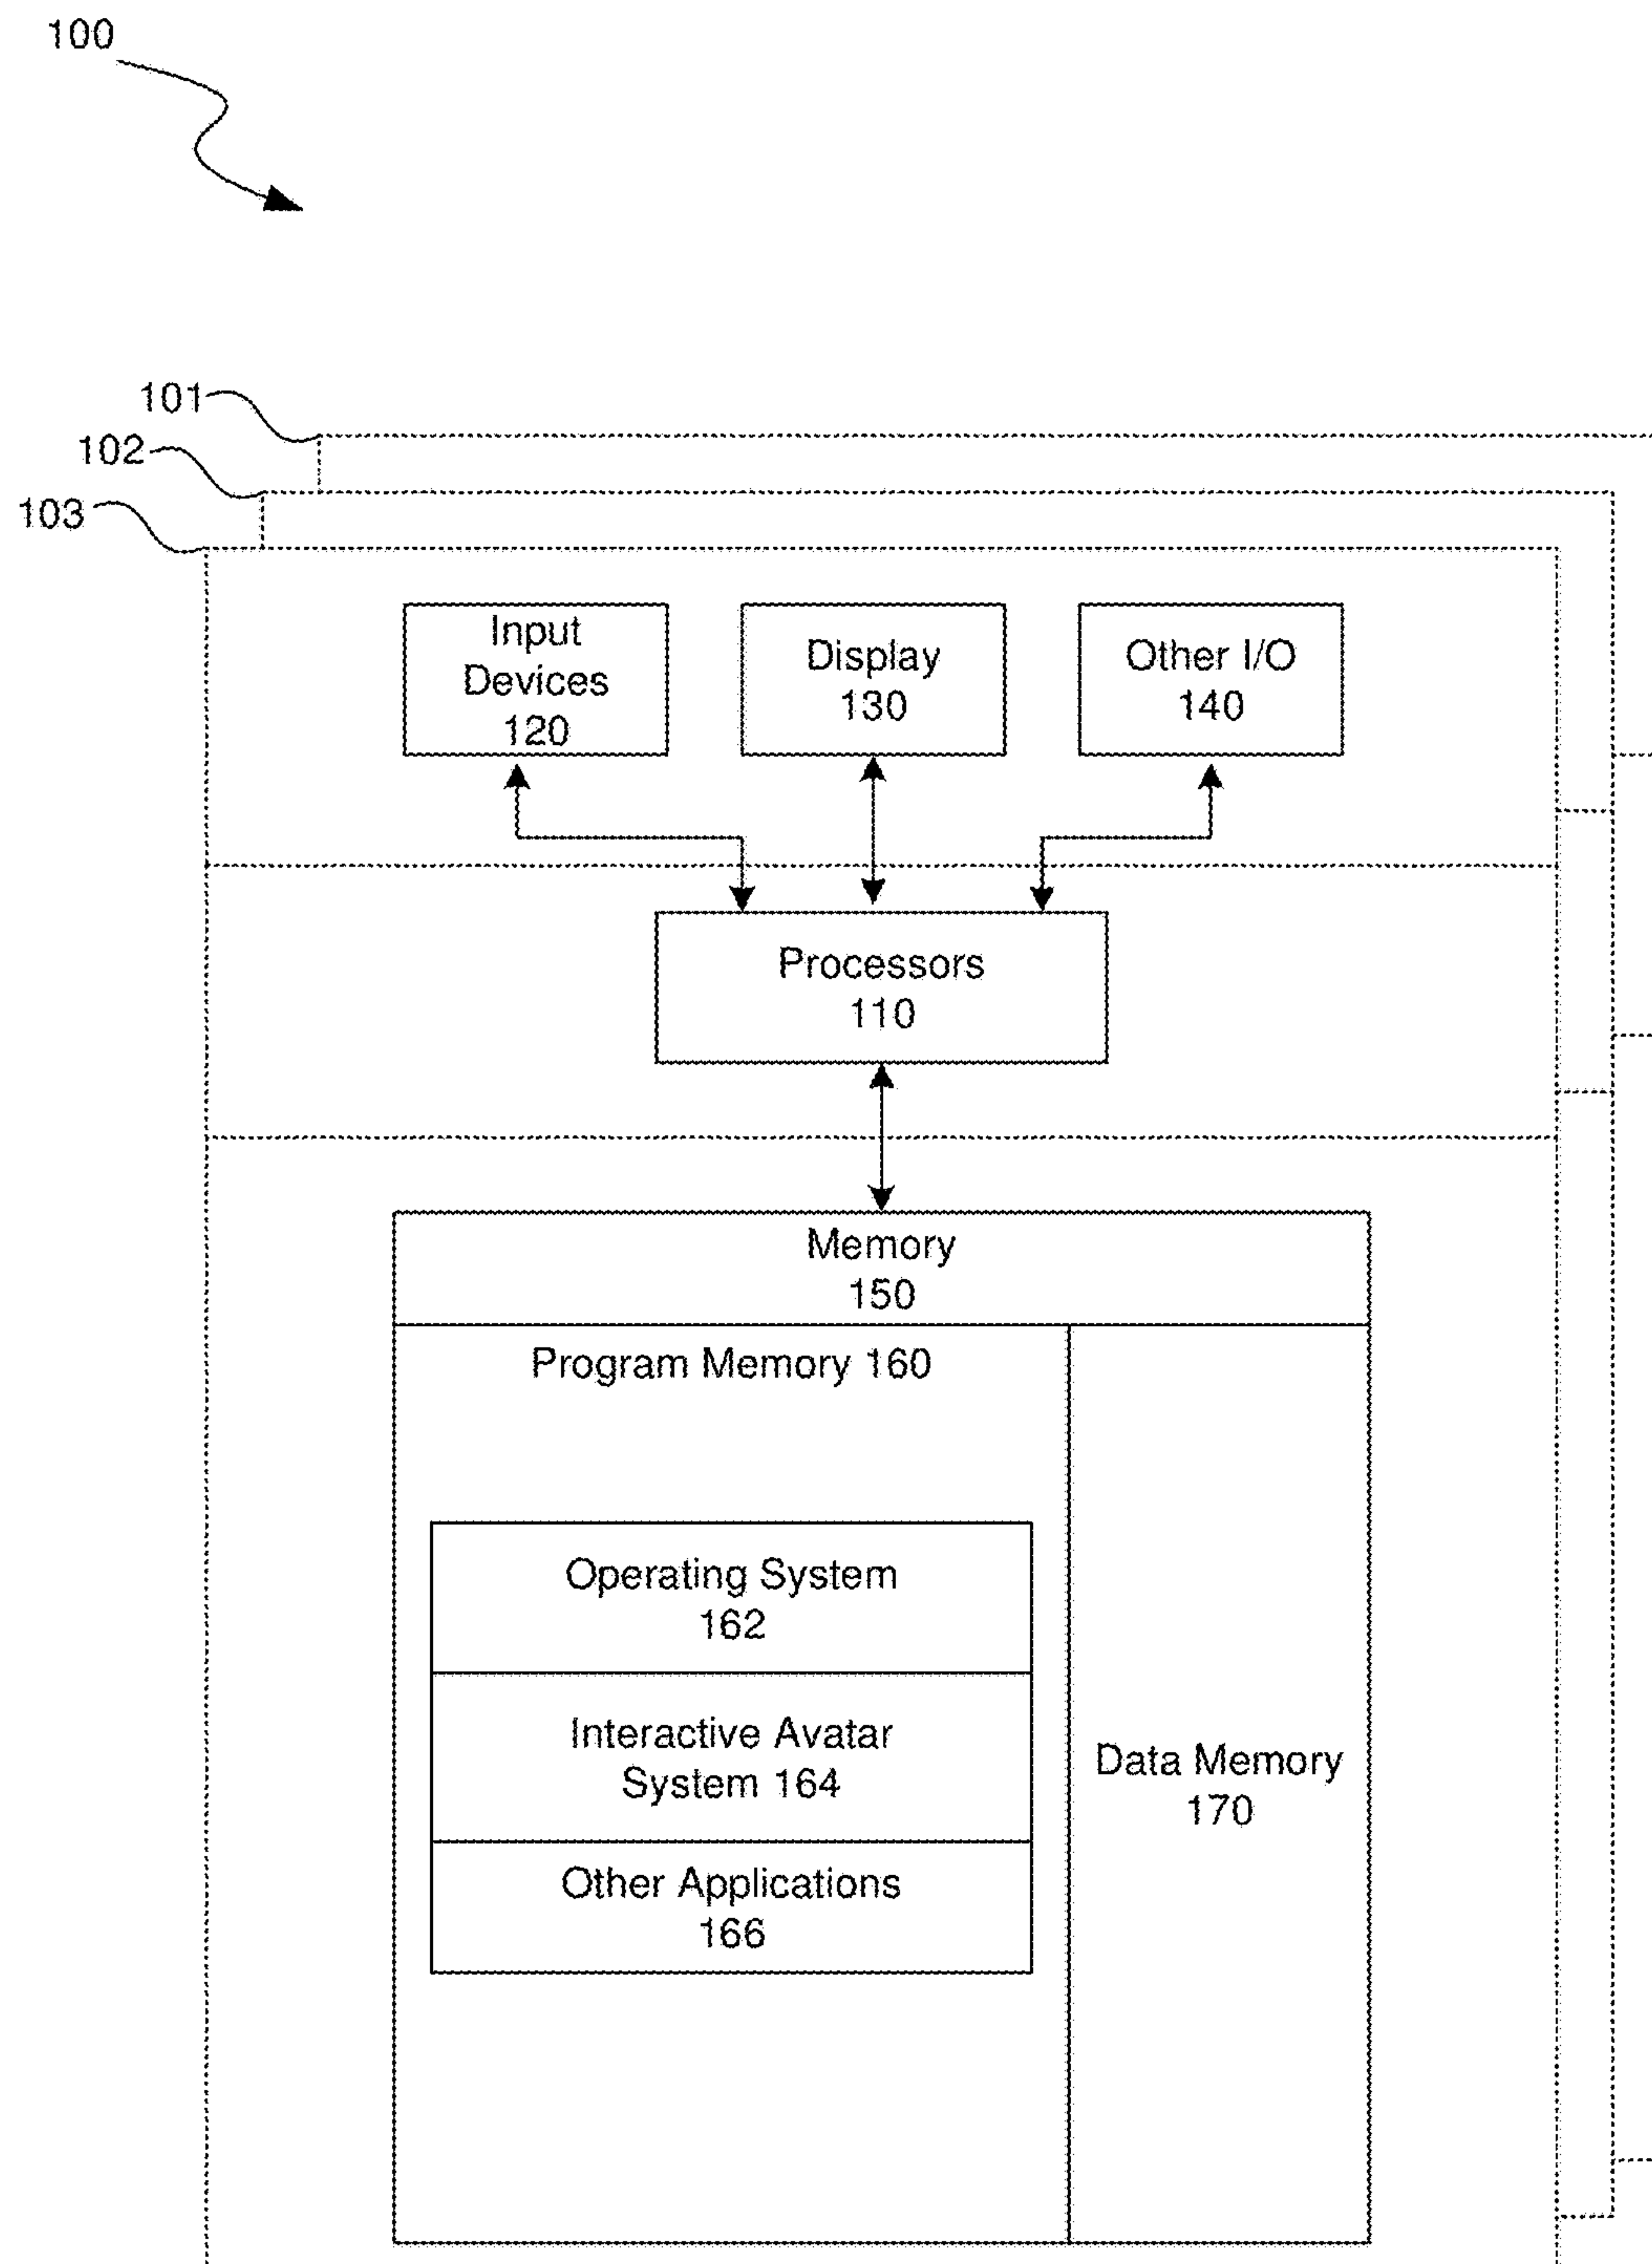 100
101
102
103
Input
Devices
120
Display
130
Other I/O
140
Processors
110
Memory
150
Program Memory 160
Operating System
162
Interactive Avatar
System 164
Other Applications
166
Data Memory
170